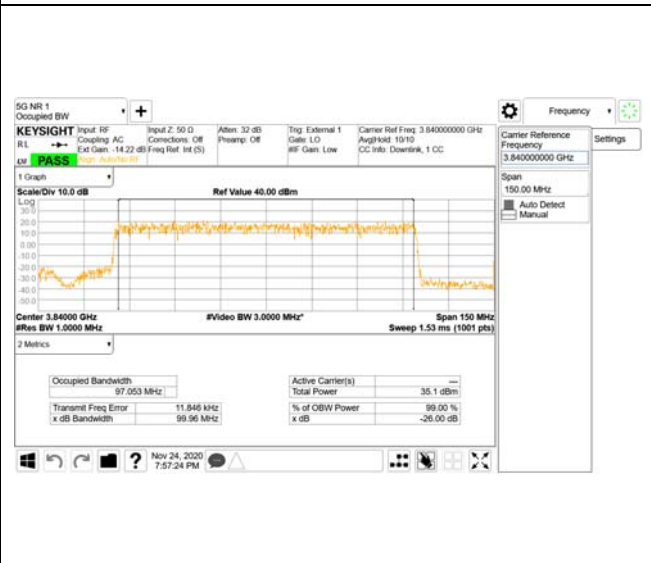 5G NR 1
Occupied BW
Frequency
KEYSIGHT
Input: RF
Input Z: 50 Ω
Atten: 32 dB
Trig: External 1
Carrier Ref Freq: 3.840000000 GHz
Coupling: AC
Corrections: Off
Preamp: Off
Gate: LO
Avg|Hold: 10/10
Ext Gain: -14.22 dB
Freq Ref: Int (S)
#IF Gain: Low
CC Info: Downlink, 1 CC
Align: Auto/No RF
RL
PASS
Carrier Reference
Frequency
3.840000000 GHz
Settings
Span
150.00 MHz
Auto Detect
Manual
1 Graph
Scale/Div 10.0 dB
Ref Value 40.00 dBm
Log
30.0
20.0
10.0
0.00
-10.0
-20.0
-30.0
-40.0
-50.0
Center 3.84000 GHz
#Video BW 3.0000 MHz*
Span 150 MHz
#Res BW 1.0000 MHz
Sweep 1.53 ms (1001 pts)
2 Metrics
Occupied Bandwidth
97.053 MHz
Active Carrier(s)
---
Total Power
35.1 dBm
Transmit Freq Error
11.846 kHz
% of OBW Power
99.00 %
x dB Bandwidth
99.96 MHz
x dB
-26.00 dB
Nov 24, 2020
7:57:24 PM